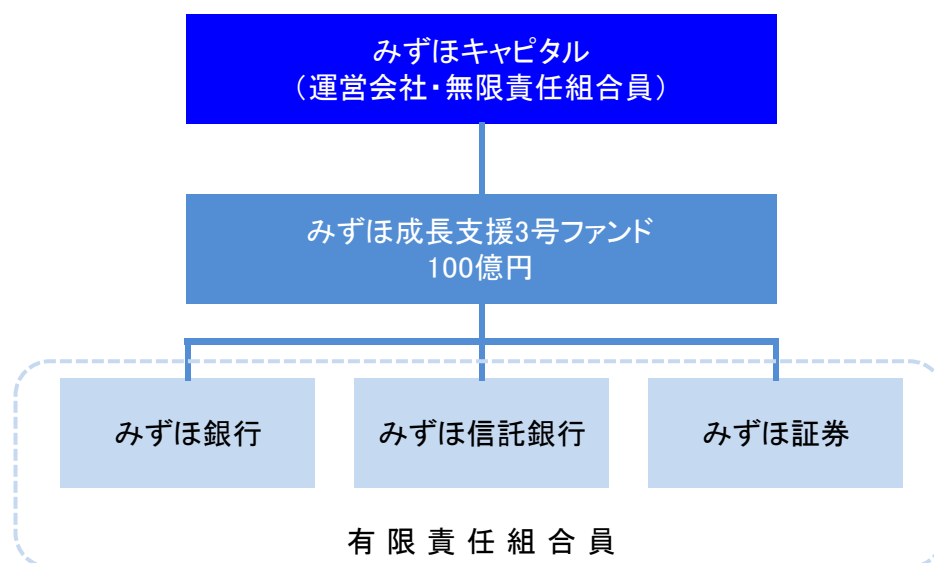 みずほキャピタル
（運営会社・無限責任組合員）
みずほ成長支援3号ファンド
100億円
みずほ銀行
みずほ信託銀行
みずほ証券
有限責任組合員